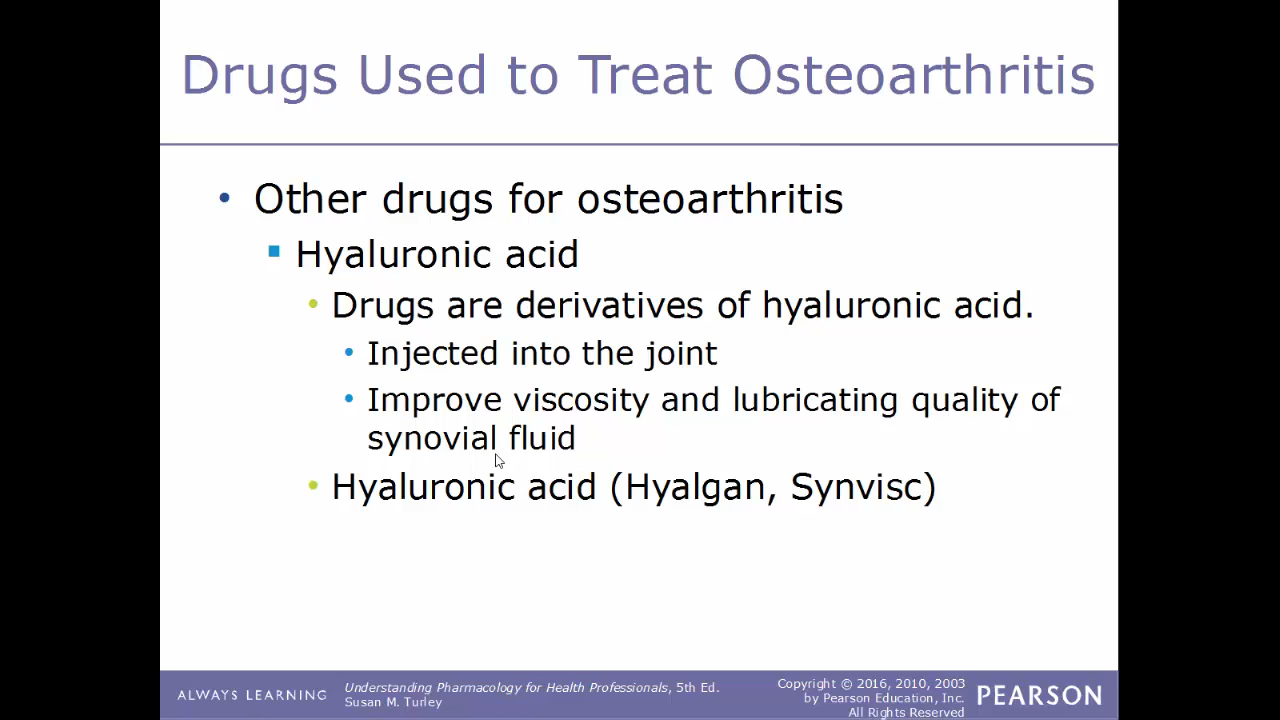 Drugs Used to Treat Osteoarthritis
• Other drugs for osteoarthritis
▪ Hyaluronic acid
• Drugs are derivatives of hyaluronic acid.
• Injected into the joint
• Improve viscosity and lubricating quality of
synovial fluid
• Hyaluronic acid (Hyalgan, Synvisc)
ALWAYS LEARNING
Understanding Pharmacology for Health Professionals, 5th Ed.
Susan M. Turley
Copyright © 2016, 2010, 2003
by Pearson Education, Inc.
All Rights Reserved
PEARSON